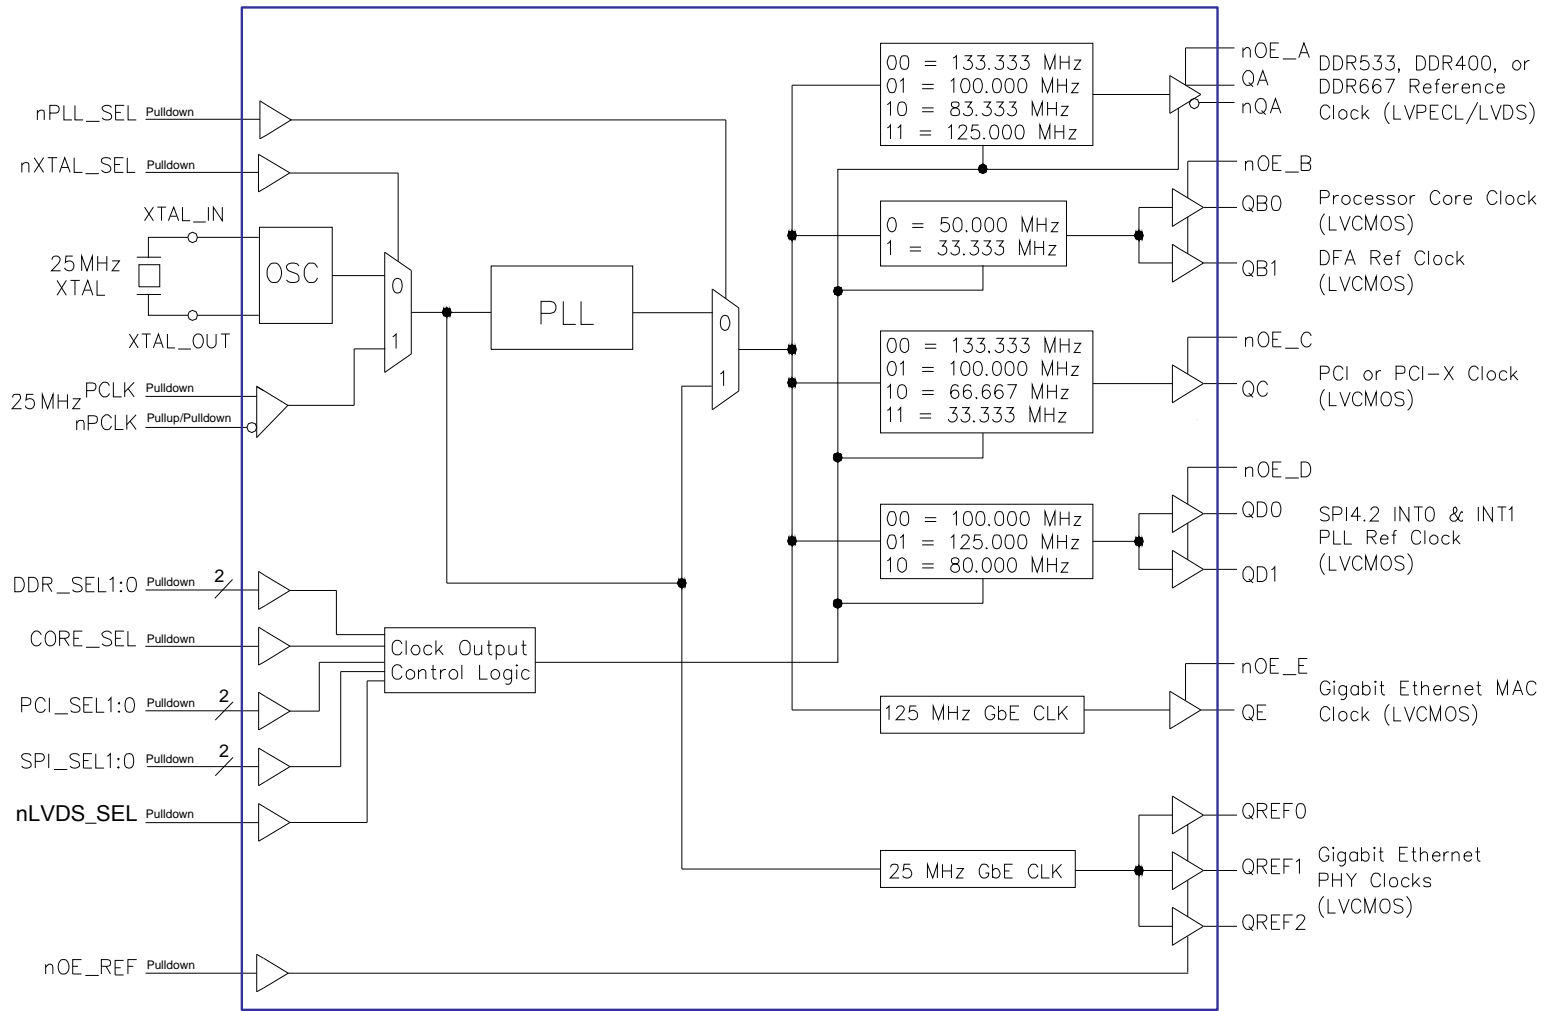 nPLL_SEL Pulldown
nXTAL_SEL Pulldown
XTAL_IN
25 MHz
XTAL
XTAL_OUT
OSC
0
1
PLL
0
1
PCLK Pulldown
25 MHz
nPCLK Pullup/Pulldown
DDR_SEL1:0 Pulldown 2
CORE_SEL Pulldown
PCI_SEL1:0 Pulldown 2
SPI_SEL1:0 Pulldown 2
nLVDS_SEL Pulldown
nOE_REF Pulldown
Clock Output
Control Logic
00 = 133.333 MHz
01 = 100.000 MHz
10 = 83.333 MHz
11 = 125.000 MHz
0 = 50.000 MHz
1 = 33.333 MHz
00 = 133.333 MHz
01 = 100.000 MHz
10 = 66.667 MHz
11 = 33.333 MHz
00 = 100.000 MHz
01 = 125.000 MHz
10 = 80.000 MHz
125 MHz GbE CLK
25 MHz GbE CLK
nOE_A
QA
nQA
DDR533, DDR400, or
DDR667 Reference
Clock (LVPECL/LVDS)
nOE_B
QB0
QB1
Processor Core Clock
(LVCMOS)
DFA Ref Clock
(LVCMOS)
nOE_C
QC
PCI or PCI-X Clock
(LVCMOS)
nOE_D
QD0
QD1
SPI4.2 INT0 & INT1
PLL Ref Clock
(LVCMOS)
nOE_E
QE
Gigabit Ethernet MAC
Clock (LVCMOS)
QREF0
QREF1
QREF2
Gigabit Ethernet
PHY Clocks
(LVCMOS)